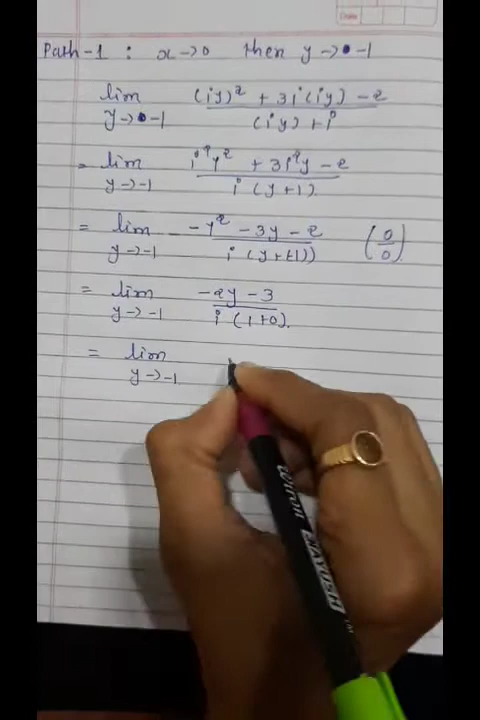 Date
Path-1 : x→0 then y→-1
lim y→-1 (iy)² + 3i(iy) - 2 / (iy) + i
= lim y→-1 i²y² + 3i²y - 2 / i(y+1)
= lim y→-1 -y² - 3y - 2 / i(y+1)) (0/0)
= lim y→-1 -2y - 3 / i(1+0)
= lim y→-1
WIN